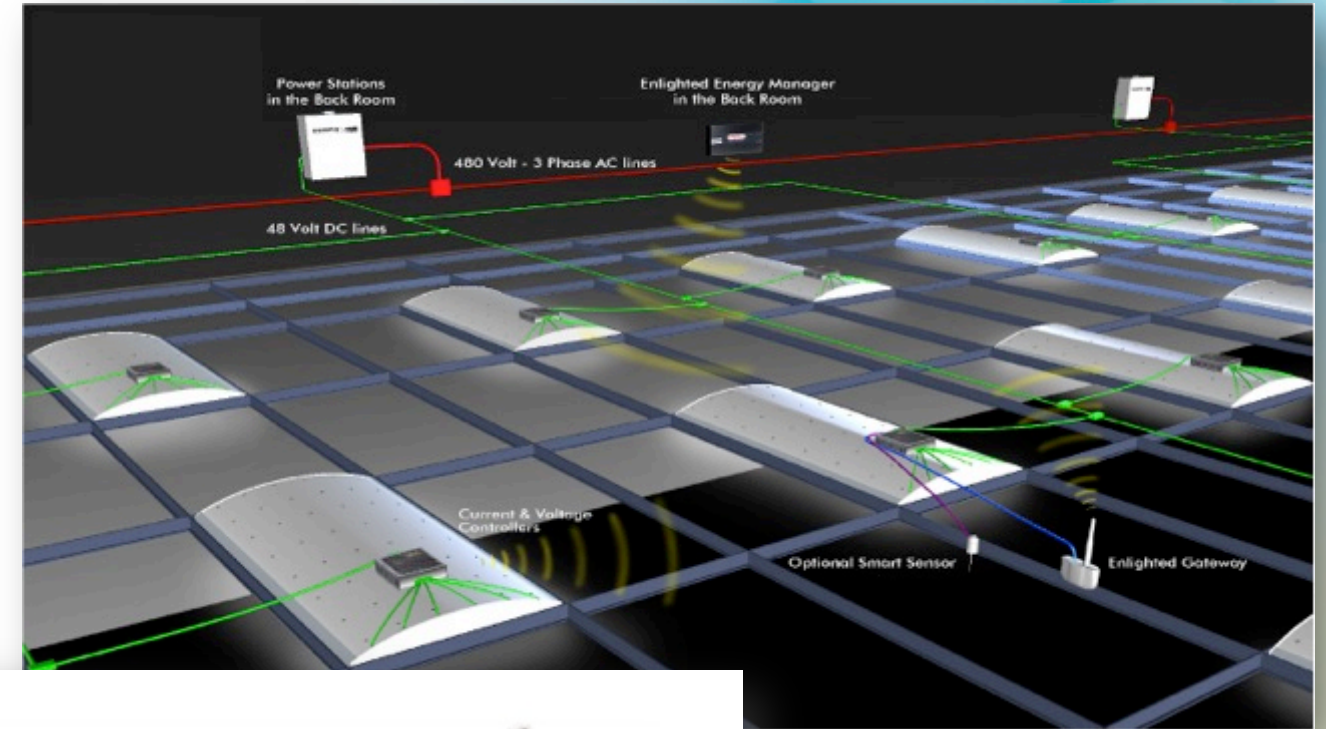 Power Stations
in the Back Room
Enlighted Energy Manager
in the Back Room
480 Volt - 3 Phase AC lines
48 Volt DC lines
Current & Voltage
Controllers
Optional Smart Sensor
Enlighted Gateway